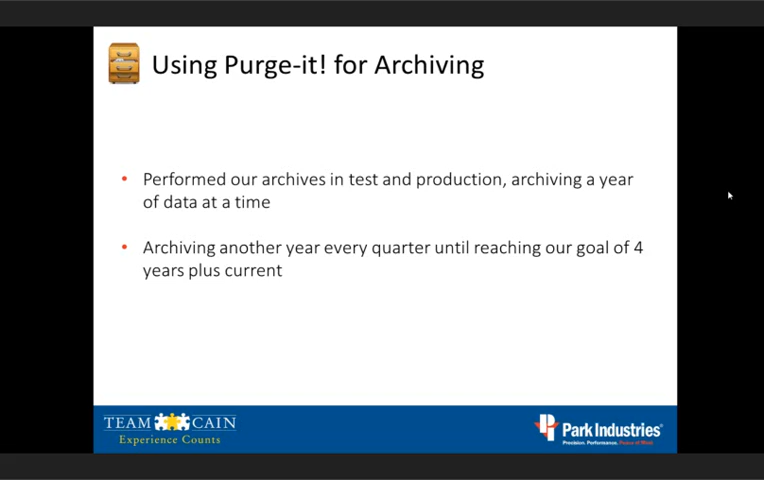 Using Purge-it! for Archiving
• Performed our archives in test and production, archiving a year
of data at a time
• Archiving another year every quarter until reaching our goal of 4
years plus current
TEAM CAIN
Experience Counts
Park Industries®
Precision. Performance. Peace of Mind.